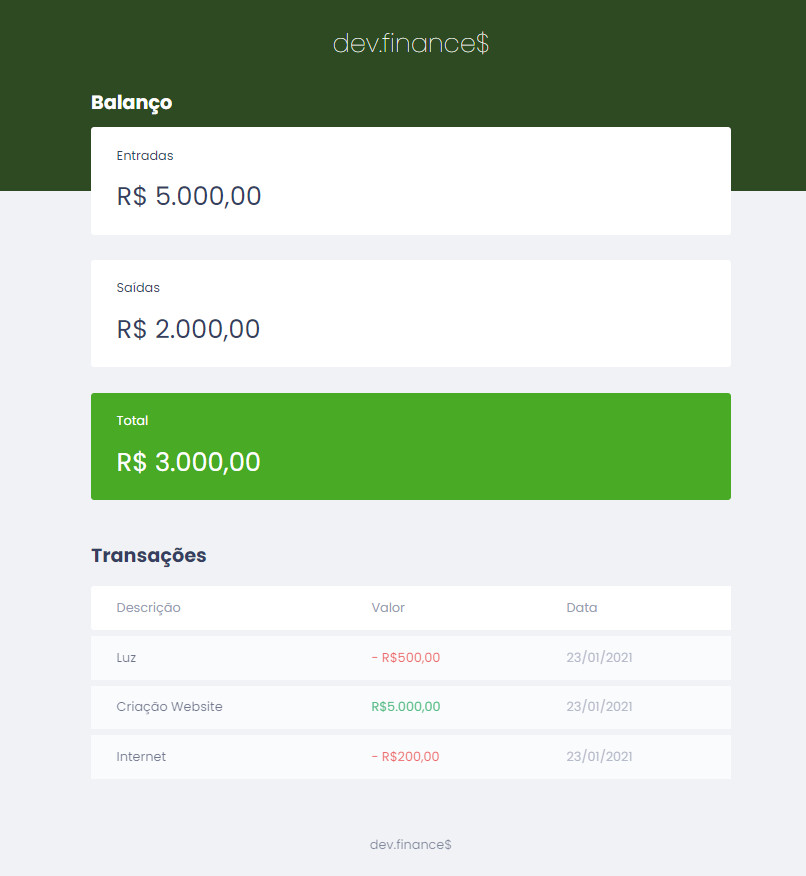 dev.finance$
Balanço
Entradas
R$ 5.000,00
Saídas
R$ 2.000,00
Total
R$ 3.000,00
Transações
Descrição Valor Data
Luz - R$500,00 23/01/2021
Criação Website R$5.000,00 23/01/2021
Internet - R$200,00 23/01/2021
dev.finance$